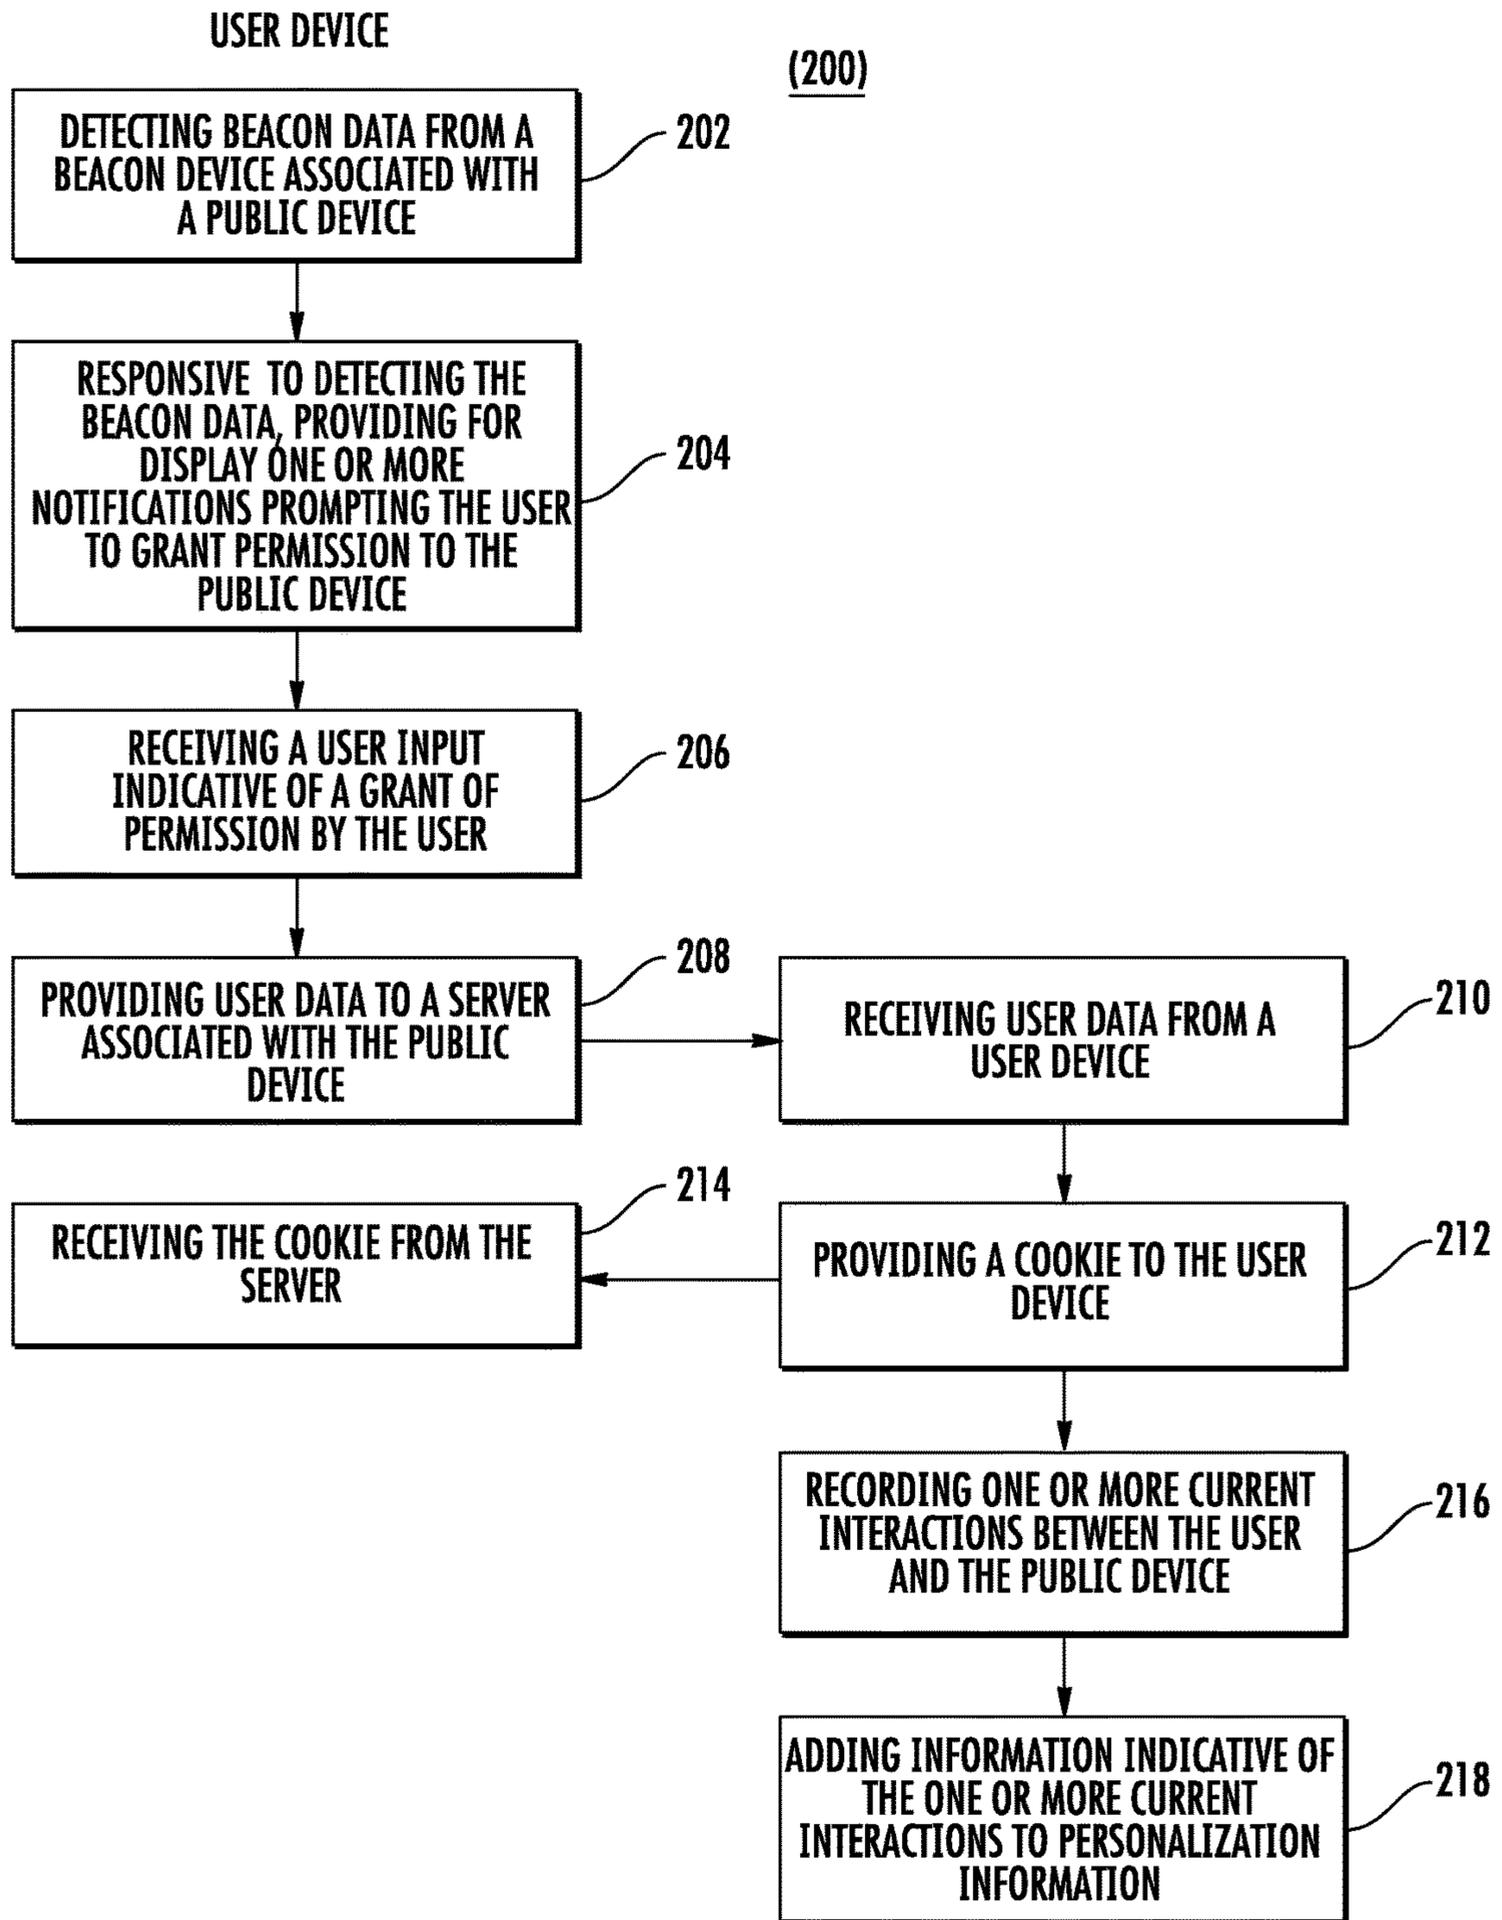 USER DEVICE
(200)
DETECTING BEACON DATA FROM A
BEACON DEVICE ASSOCIATED WITH
A PUBLIC DEVICE
202
RESPONSIVE TO DETECTING THE
BEACON DATA, PROVIDING FOR
DISPLAY ONE OR MORE
NOTIFICATIONS PROMPTING THE USER
TO GRANT PERMISSION TO THE
PUBLIC DEVICE
204
RECEIVING A USER INPUT
INDICATIVE OF A GRANT OF
PERMISSION BY THE USER
206
PROVIDING USER DATA TO A SERVER
ASSOCIATED WITH THE PUBLIC
DEVICE
208
RECEIVING USER DATA FROM A
USER DEVICE
210
PROVIDING A COOKIE TO THE USER
DEVICE
212
RECEIVING THE COOKIE FROM THE
SERVER
214
RECORDING ONE OR MORE CURRENT
INTERACTIONS BETWEEN THE USER
AND THE PUBLIC DEVICE
216
ADDING INFORMATION INDICATIVE OF
THE ONE OR MORE CURRENT
INTERACTIONS TO PERSONALIZATION
INFORMATION
218